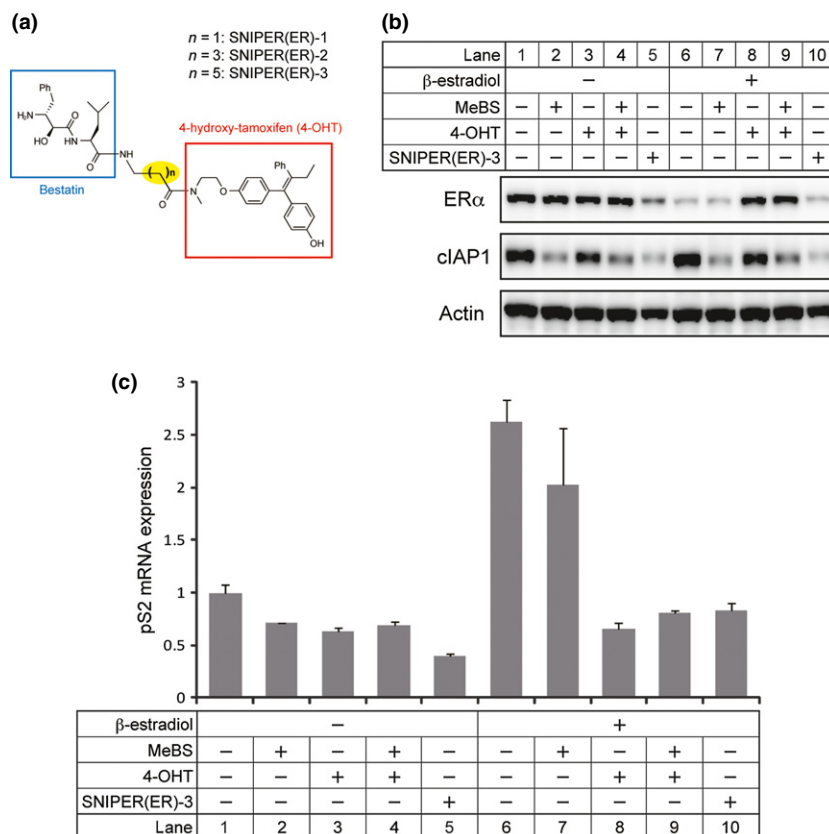 (a)
n = 1: SNIPER(ER)-1
n = 3: SNIPER(ER)-2
n = 5: SNIPER(ER)-3
Ph
H₂N
OH
O
HN
O
NH
( )n
O
N
O
Ph
OH
Bestatin
4-hydroxy-tamoxifen (4-OHT)
(b)
Lane 1 2 3 4 5 6 7 8 9 10
β-estradiol − +
MeBS − + − + − − + − + −
4-OHT − − + + − − − + + −
SNIPER(ER)-3 − − − − + − − − − +
ERα
cIAP1
Actin
(c)
pS2 mRNA expression
3
2.5
2
1.5
1
0.5
0
β-estradiol − +
MeBS − + − + − − + − + −
4-OHT − − + + − − − + + −
SNIPER(ER)-3 − − − − + − − − − +
Lane 1 2 3 4 5 6 7 8 9 10